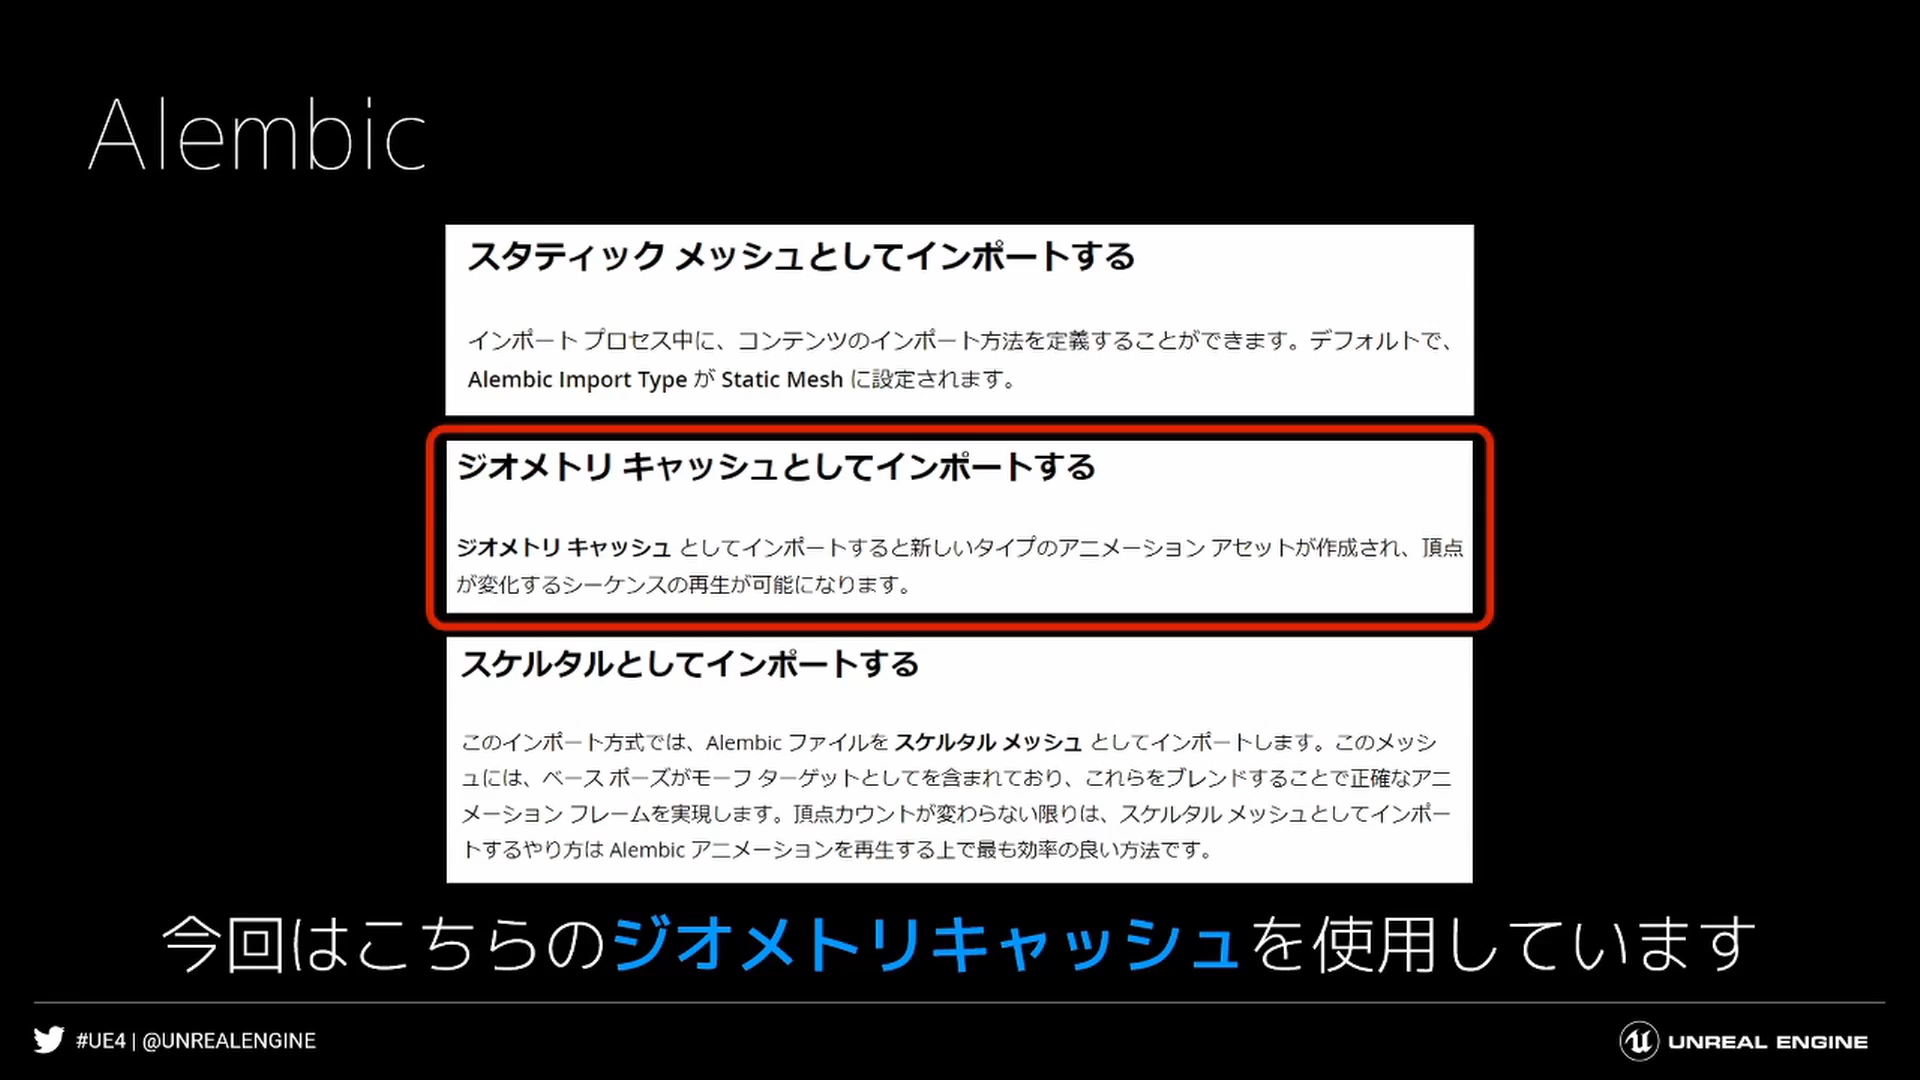 Alembic
スタティック メッシュとしてインポートする
インポート プロセス中に、コンテンツのインポート方法を定義することができます。デフォルトで、
Alembic Import Type が Static Mesh に設定されます。
ジオメトリ キャッシュとしてインポートする
ジオメトリ キャッシュ としてインポートすると新しいタイプのアニメーション アセットが作成され、頂点
が変化するシーケンスの再生が可能になります。
スケルタルとしてインポートする
このインポート方式では、Alembic ファイルを スケルタル メッシュ としてインポートします。このメッシ
ュには、ベース ポーズがモーフ ターゲットとしてを含まれており、これらをブレンドすることで正確なアニ
メーション フレームを実現します。頂点カウントが変わらない限りは、スケルタル メッシュとしてインポー
トするやり方は Alembic アニメーションを再生する上で最も効率の良い方法です。
今回はこちらのジオメトリキャッシュを使用しています
#UE4 | @UNREALENGINE
UNREAL ENGINE